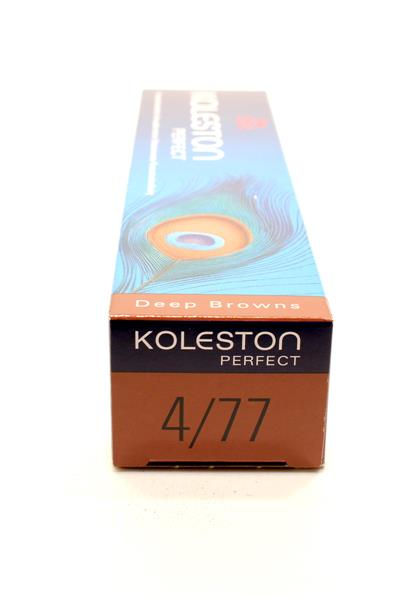 KOLESTON
PERFECT
Deep Browns
KOLESTON
PERFECT
4/77